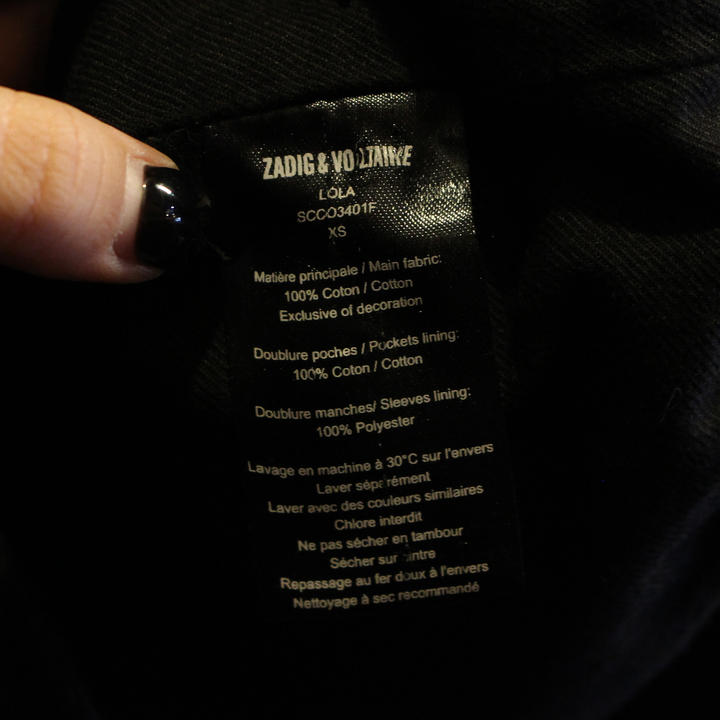 ZADIG & VOLTAIRE
LOLA
SCCO3401F
XS
Matière principale / Main fabric:
100% Coton / Cotton
Exclusive of decoration
Doublure poches / Pockets lining:
100% Coton / Cotton
Doublure manches/ Sleeves lining:
100% Polyester
Lavage en machine à 30°C sur l'envers
Laver séparément
Laver avec des couleurs similaires
Chlore interdit
Ne pas sécher en tambour
Sécher sur cintre
Repassage au fer doux à l'envers
Nettoyage à sec recommandé